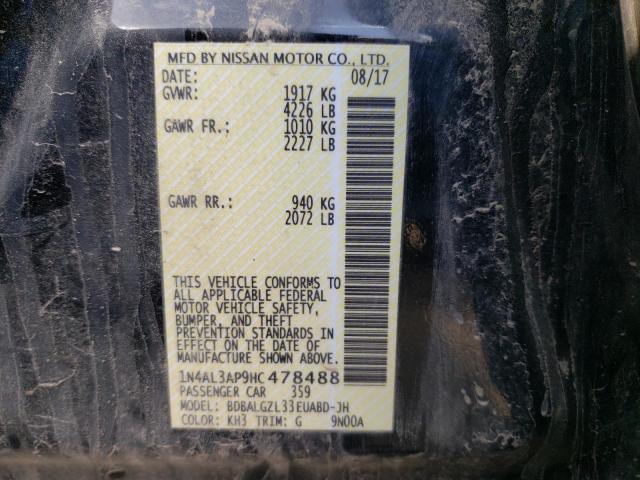 MFD BY NISSAN MOTOR CO., LTD.
DATE: 08/17
GVWR: 1917 KG
4226 LB
GAWR FR.: 1010 KG
2227 LB
GAWR RR.: 940 KG
2072 LB
THIS VEHICLE CONFORMS TO
ALL APPLICABLE FEDERAL
MOTOR VEHICLE SAFETY,
BUMPER, AND THEFT
PREVENTION STANDARDS IN
EFFECT ON THE DATE OF
MANUFACTURE SHOWN ABOVE.
1N4AL3AP9HC478488
PASSENGER CAR 359
MODEL: BDBALGZL33EUABD-JH
COLOR: KH3 TRIM: G 9N00A